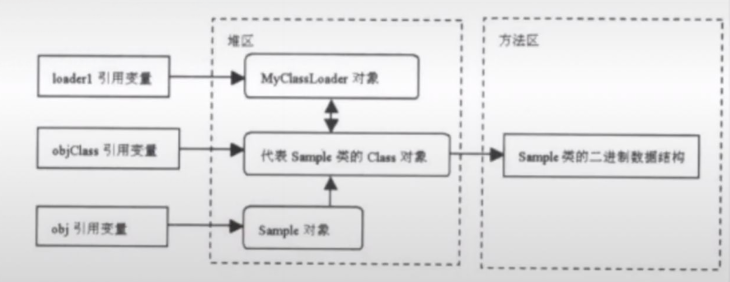 堆区
方法区
loader1 引用变量
MyClassLoader 对象
objClass 引用变量
代表 Sample 类的 Class 对象
Sample 类的二进制数据结构
obj 引用变量
Sample 对象